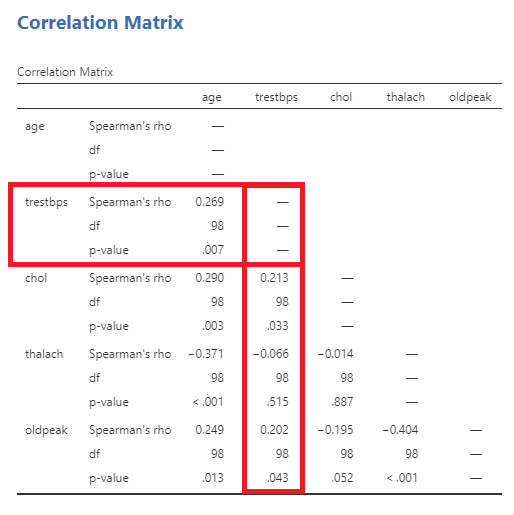 Correlation Matrix
Correlation Matrix
age trestbps chol thalach oldpeak
age Spearman's rho —
df —
p-value —
trestbps Spearman's rho 0.269 —
df 98 —
p-value .007 —
chol Spearman's rho 0.290 0.213 —
df 98 98 —
p-value .003 .033 —
thalach Spearman's rho −0.371 −0.066 −0.014 —
df 98 98 98 —
p-value < .001 .515 .887 —
oldpeak Spearman's rho 0.249 0.202 −0.195 −0.404 —
df 98 98 98 98 —
p-value .013 .043 .052 < .001 —